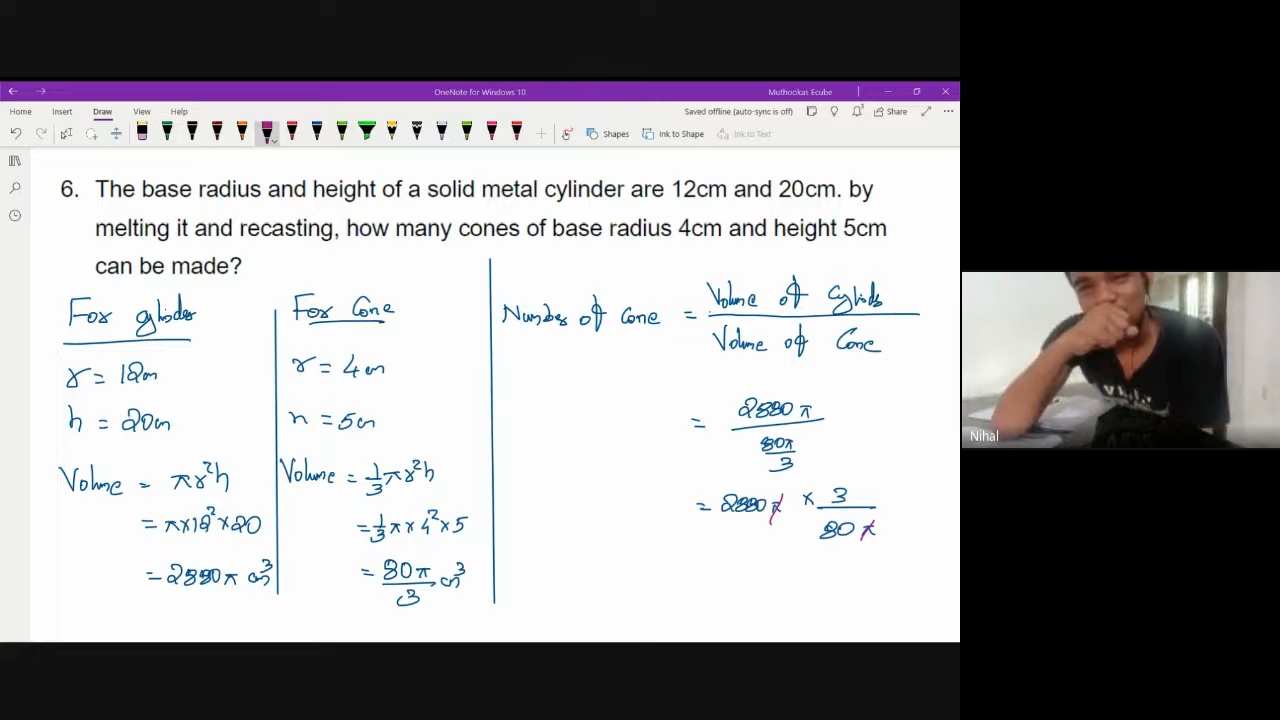 OneNote for Windows 10
Muthookas Ecube
Home Insert Draw View Help
Saved offline (auto-sync is off)
Share
Shapes
Ink to Shape
Ink to Text
6. The base radius and height of a solid metal cylinder are 12cm and 20cm. by
melting it and recasting, how many cones of base radius 4cm and height 5cm
can be made?
For cylinder
r = 12cm
h = 20cm
Volume = πr²h
= π×12²×20
= 2880π cm³
For Cone
r = 4cm
h = 5cm
Volume = 1/3 πr²h
= 1/3 π × 4² × 5
= 80π/3 cm³
Number of Cone = Volume of Cylinder / Volume of Cone
= 2880π / (80π/3)
= 2880π × 3/80π
Nihal